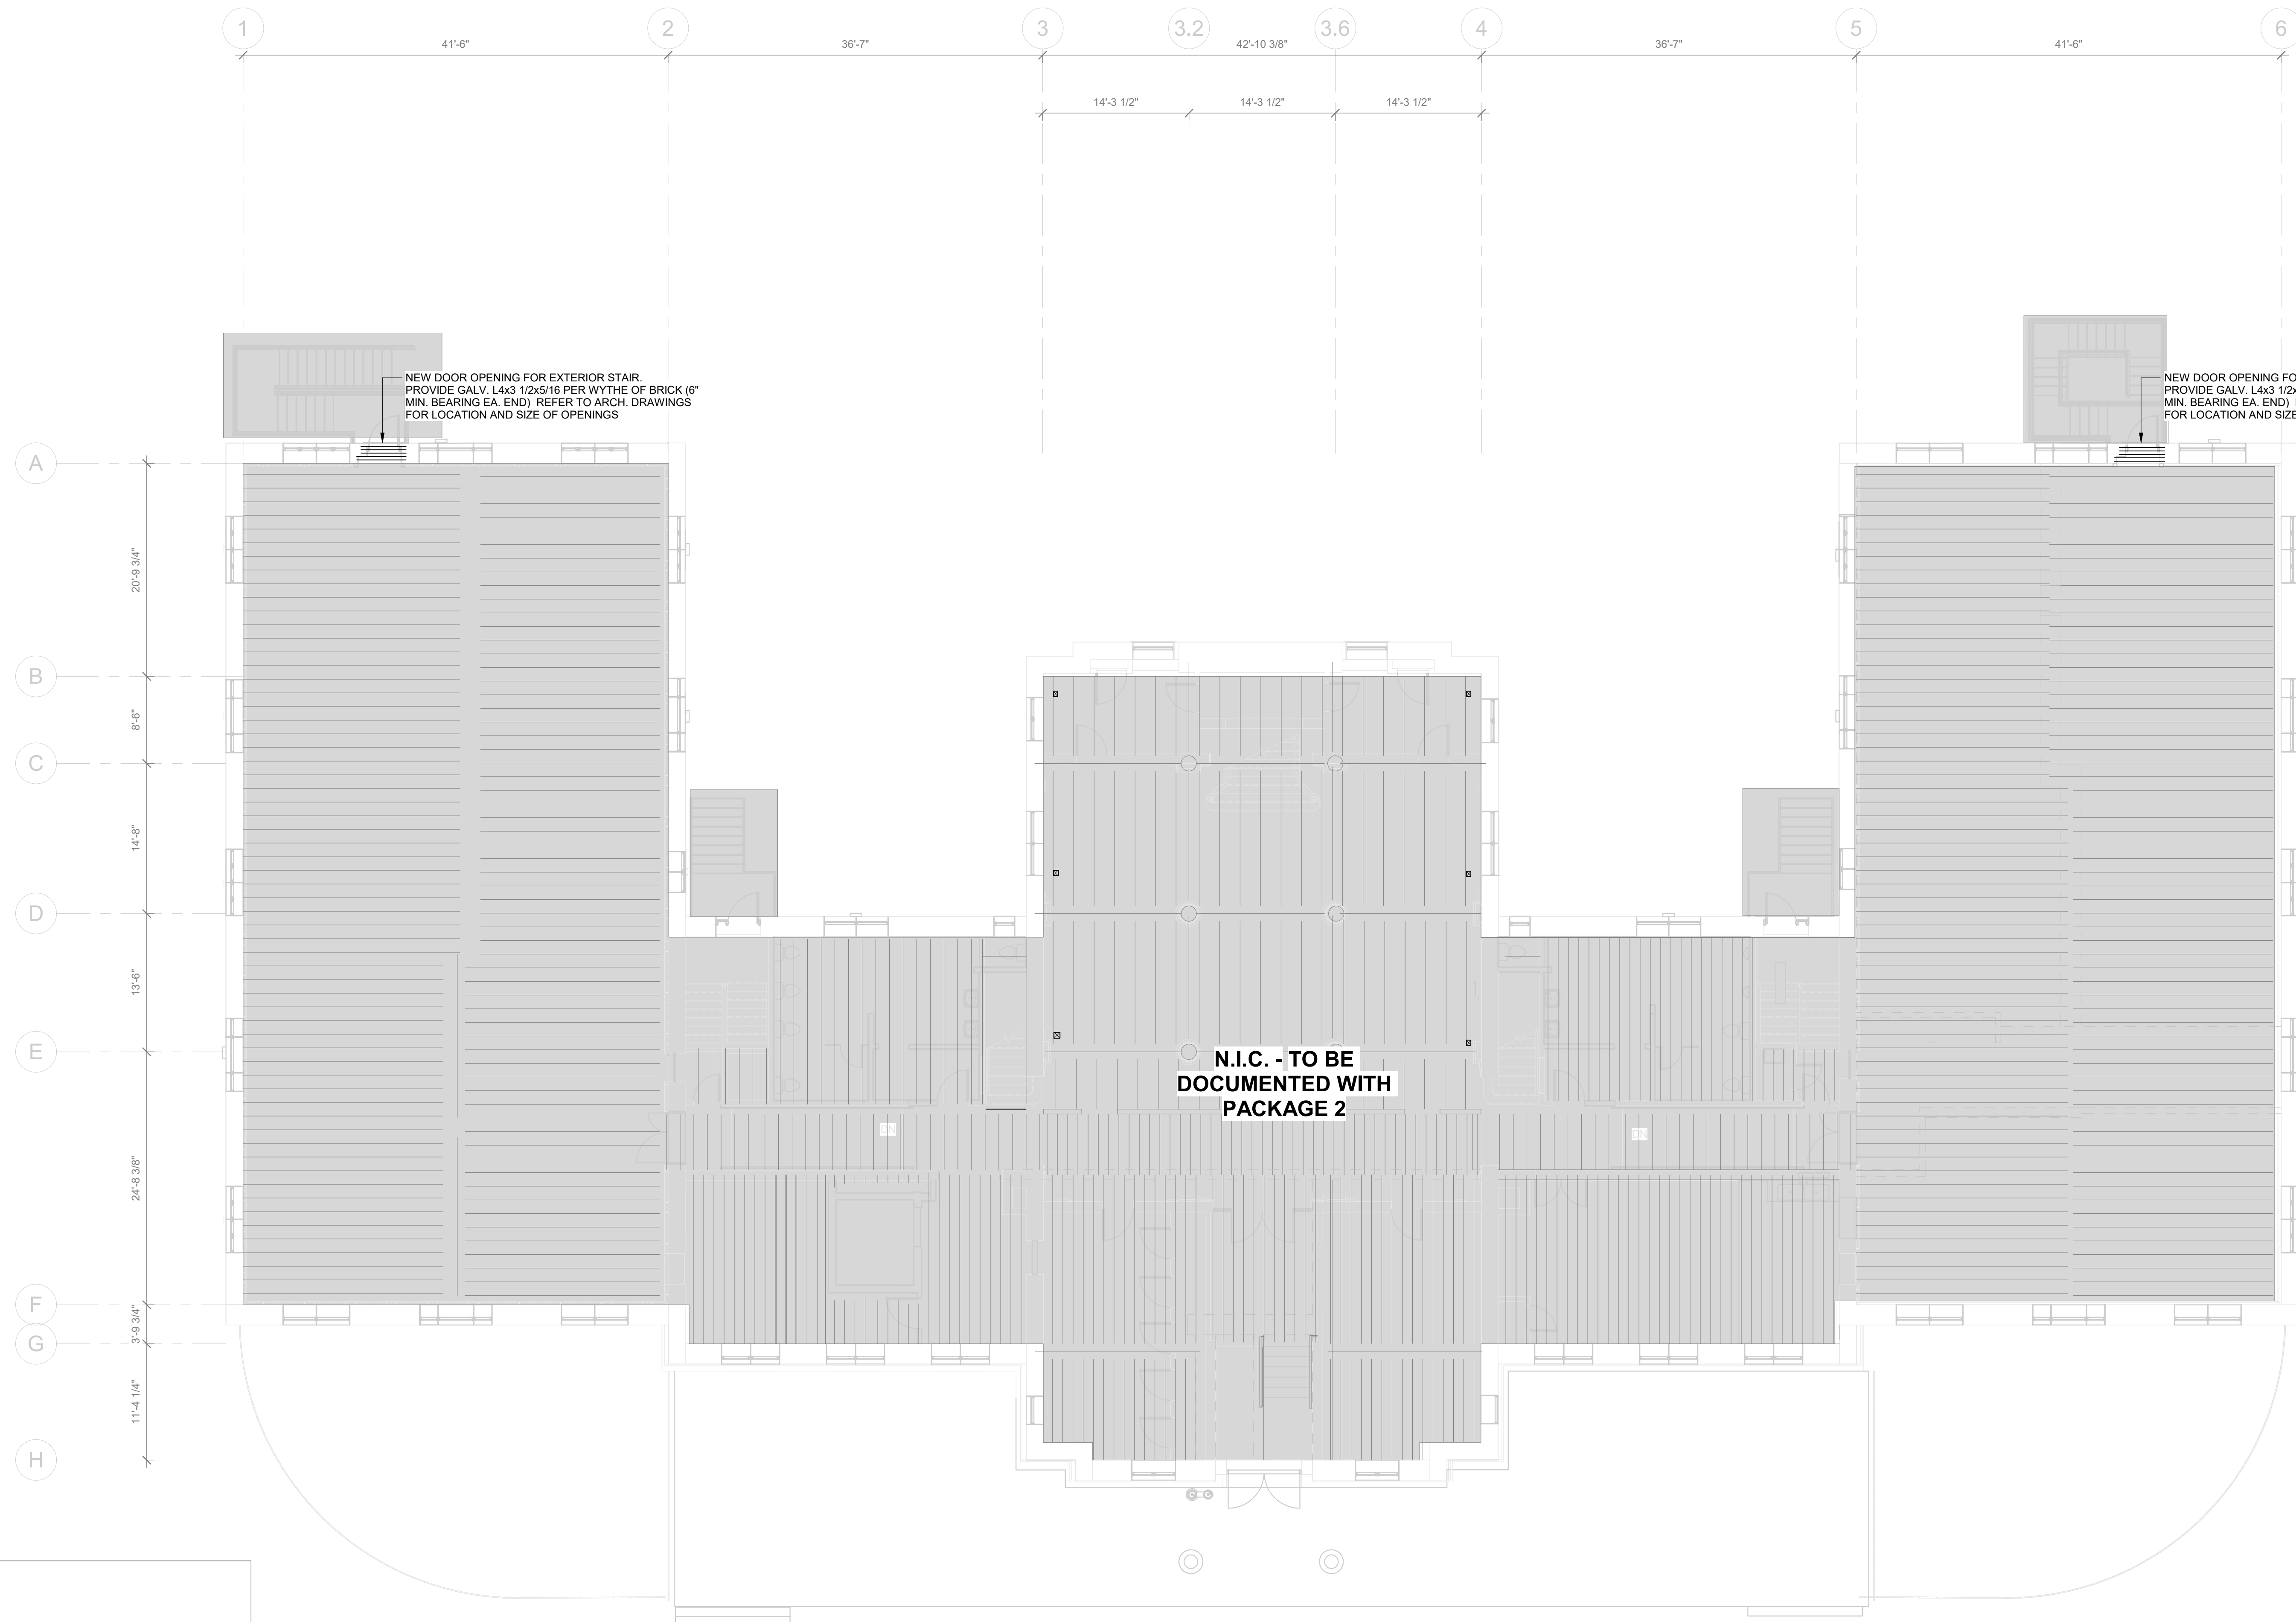 1
2
3
3.2
3.6
4
5
6
41'-6"
36'-7"
42'-10 3/8"
36'-7"
41'-6"
14'-3 1/2"
14'-3 1/2"
14'-3 1/2"
NEW DOOR OPENING FOR EXTERIOR STAIR.
PROVIDE GALV. L4x3 1/2x5/16 PER WYTHE OF BRICK (6"
MIN. BEARING EA. END)  REFER TO ARCH. DRAWINGS
FOR LOCATION AND SIZE OF OPENINGS
NEW DOOR OPENING FO
PROVIDE GALV. L4x3 1/2x
MIN. BEARING EA. END)
FOR LOCATION AND SIZE
A
20'-9 3/4"
B
8'-6"
C
14'-8"
D
13'-6"
E
N.I.C. - TO BE
DOCUMENTED WITH
PACKAGE 2
DN
DN
24'-8 3/8"
F
3'-9 3/4"
G
11'-4 1/4"
H